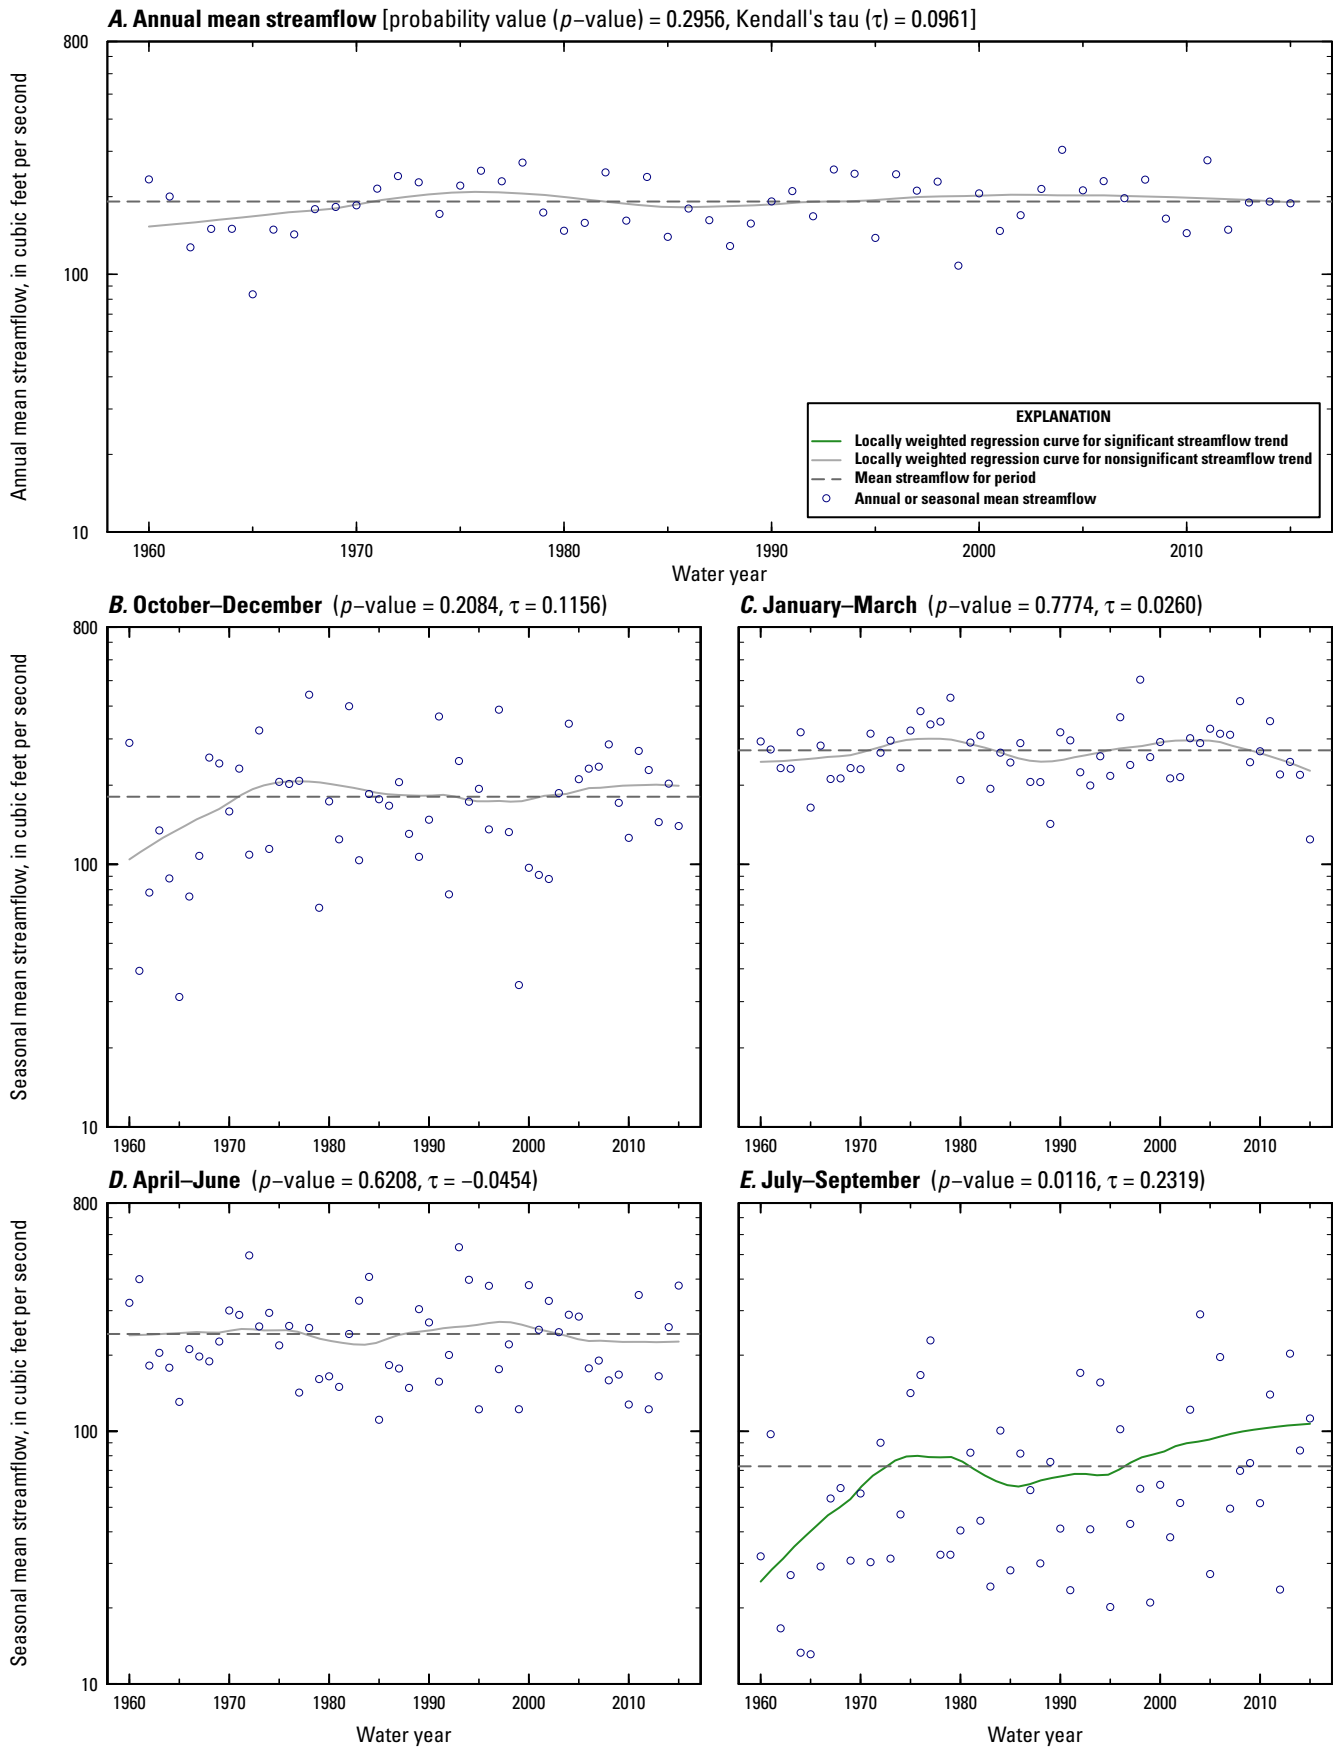 A. Annual mean streamflow [probability value (p–value) = 0.2956, Kendall's tau (τ) = 0.0961]
Annual mean streamflow, in cubic feet per second
800
100
10
EXPLANATION
Locally weighted regression curve for significant streamflow trend
Locally weighted regression curve for nonsignificant streamflow trend
Mean streamflow for period
Annual or seasonal mean streamflow
1960 1970 1980 1990 2000 2010
Water year
B. October–December (p–value = 0.2084, τ = 0.1156)
Seasonal mean streamflow, in cubic feet per second
800
100
10
1960 1970 1980 1990 2000 2010
C. January–March (p–value = 0.7774, τ = 0.0260)
1960 1970 1980 1990 2000 2010
D. April–June (p–value = 0.6208, τ = –0.0454)
Seasonal mean streamflow, in cubic feet per second
800
100
10
1960 1970 1980 1990 2000 2010
Water year
E. July–September (p–value = 0.0116, τ = 0.2319)
1960 1970 1980 1990 2000 2010
Water year